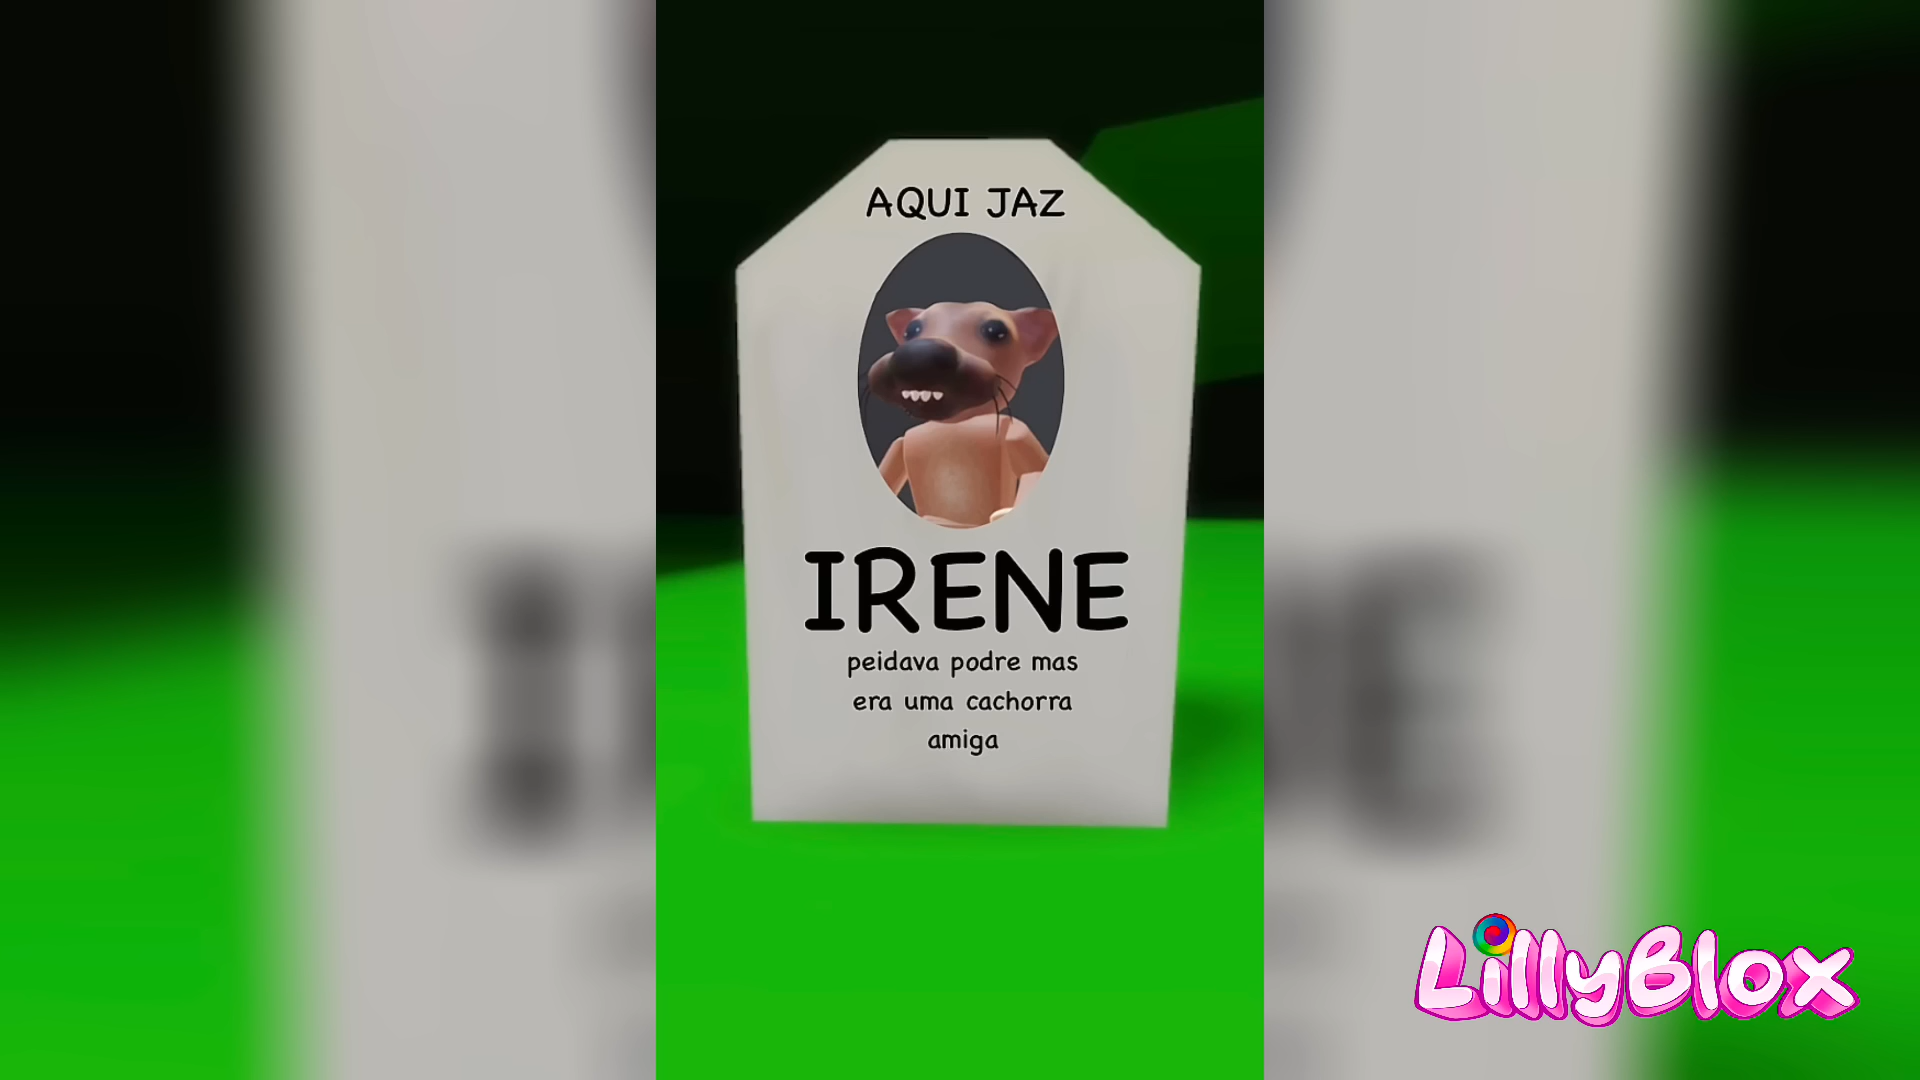 AQUI JAZ
IRENE
peidava podre mas
era uma cachorra
amiga
LillyBlox